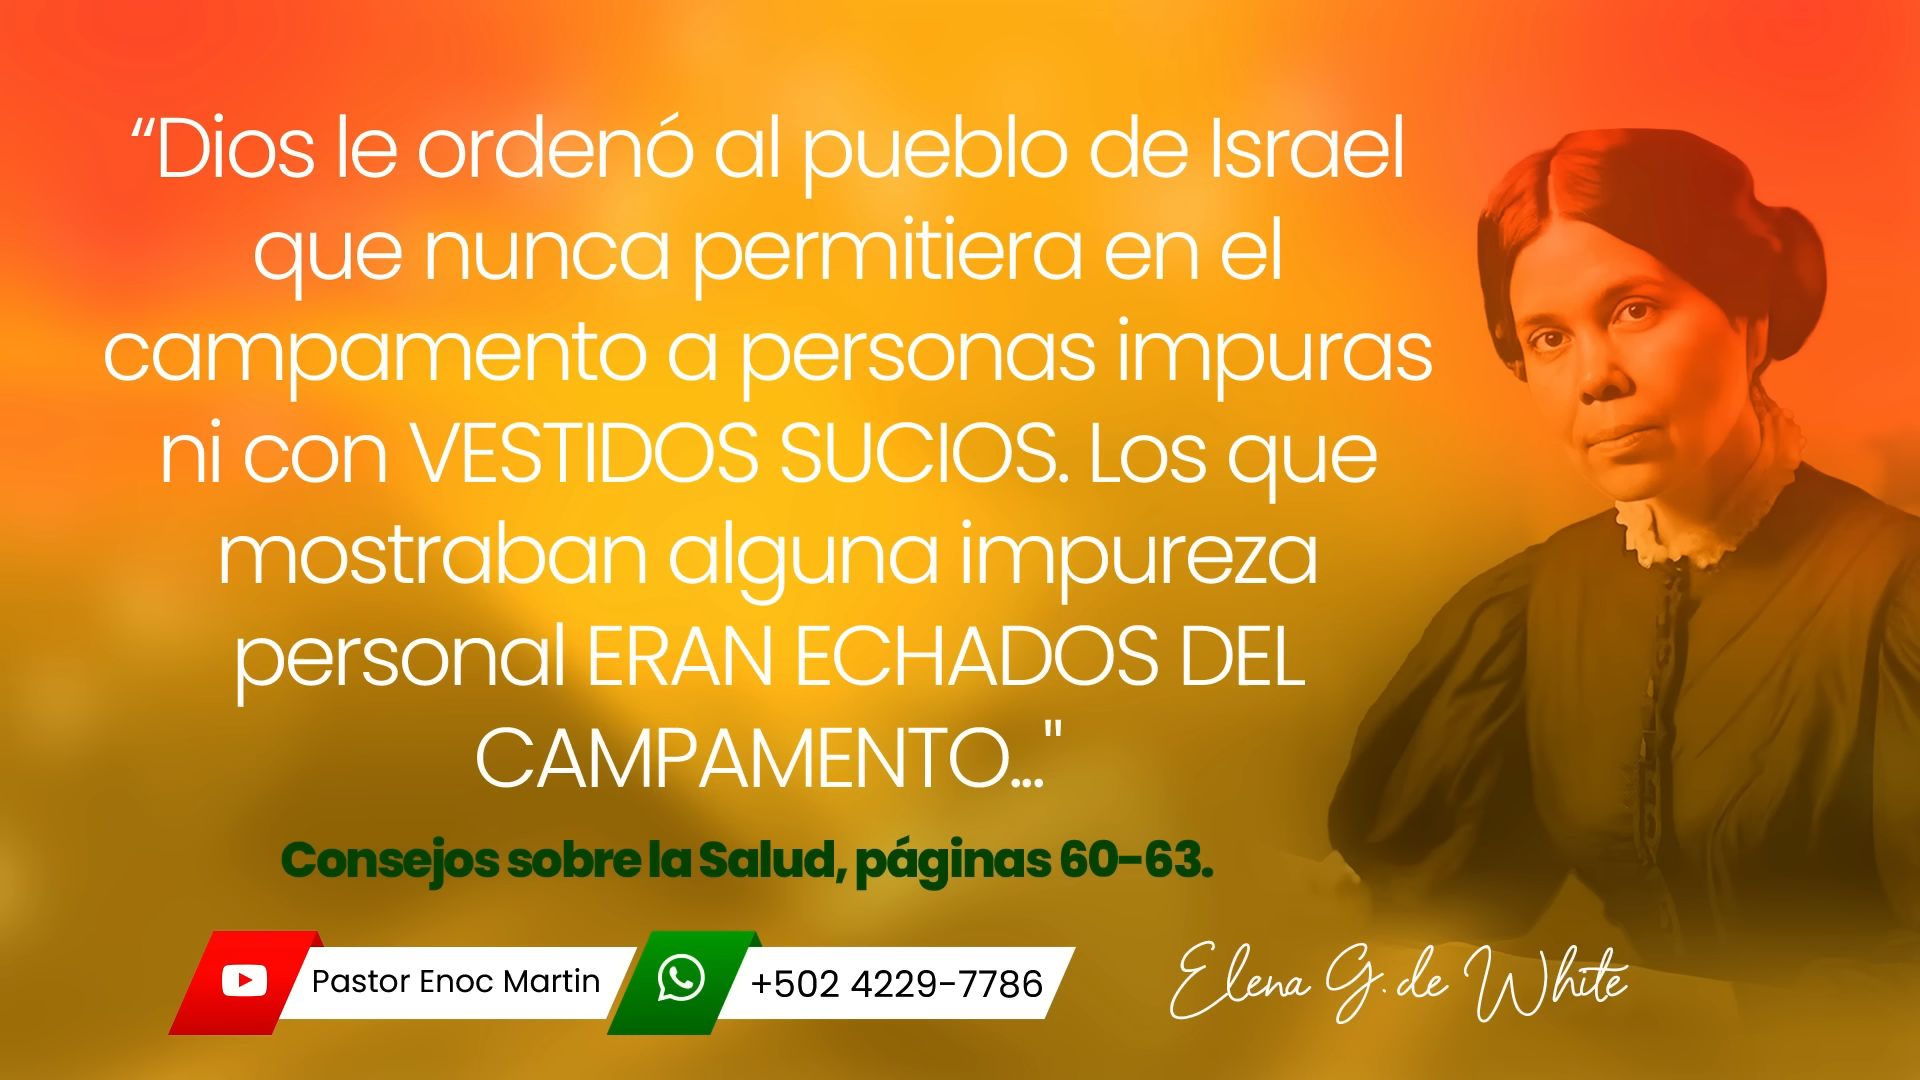 “Dios le ordenó al pueblo de Israel
que nunca permitiera en el
campamento a personas impuras
ni con VESTIDOS SUCIOS. Los que
mostraban alguna impureza
personal ERAN ECHADOS DEL
CAMPAMENTO..."
Consejos sobre la Salud, páginas 60-63.
Pastor Enoc Martin
+502 4229-7786
Elena G. de White